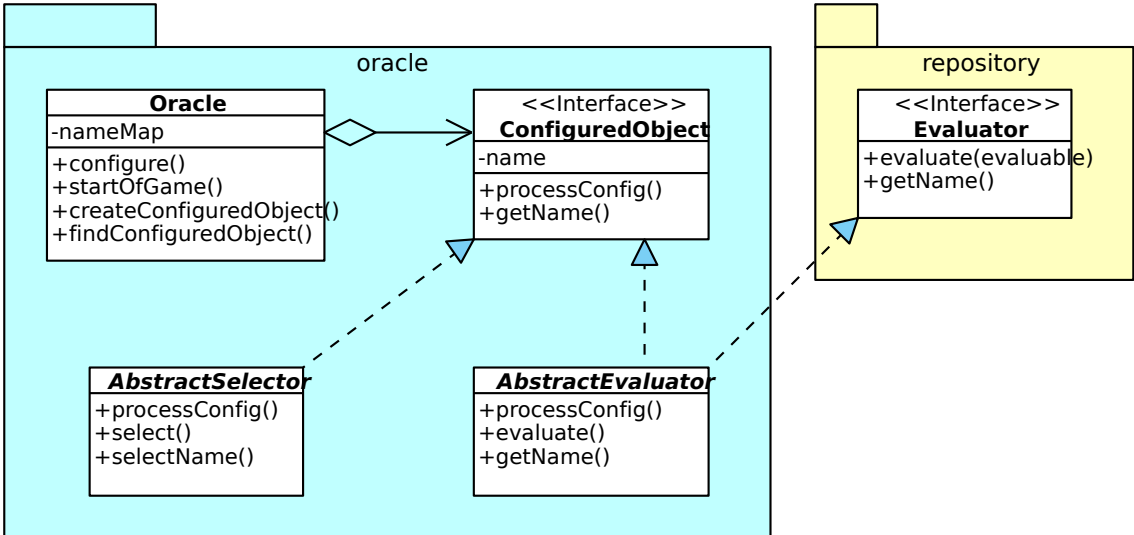 oracle
Oracle
-nameMap
+configure()
+startOfGame()
+createConfiguredObject()
+findConfiguredObject()
<<Interface>>
ConfiguredObject
-name
+processConfig()
+getName()
AbstractSelector
+processConfig()
+select()
+selectName()
AbstractEvaluator
+processConfig()
+evaluate()
+getName()
repository
<<Interface>>
Evaluator
+evaluate(evaluable)
+getName()